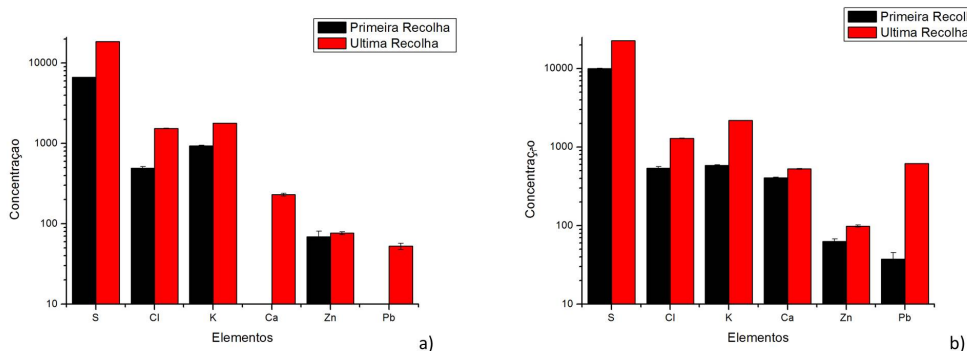 Primeira Recolha
Ultima Recolha
10000
1000
100
10
Concentraçao
S Cl K Ca Zn Pb
Elementos
a)
Primeira Recolh
Ultima Recolha
10000
1000
100
10
Concentraçþo
S Cl K Ca Zn Pb
Elementos
b)